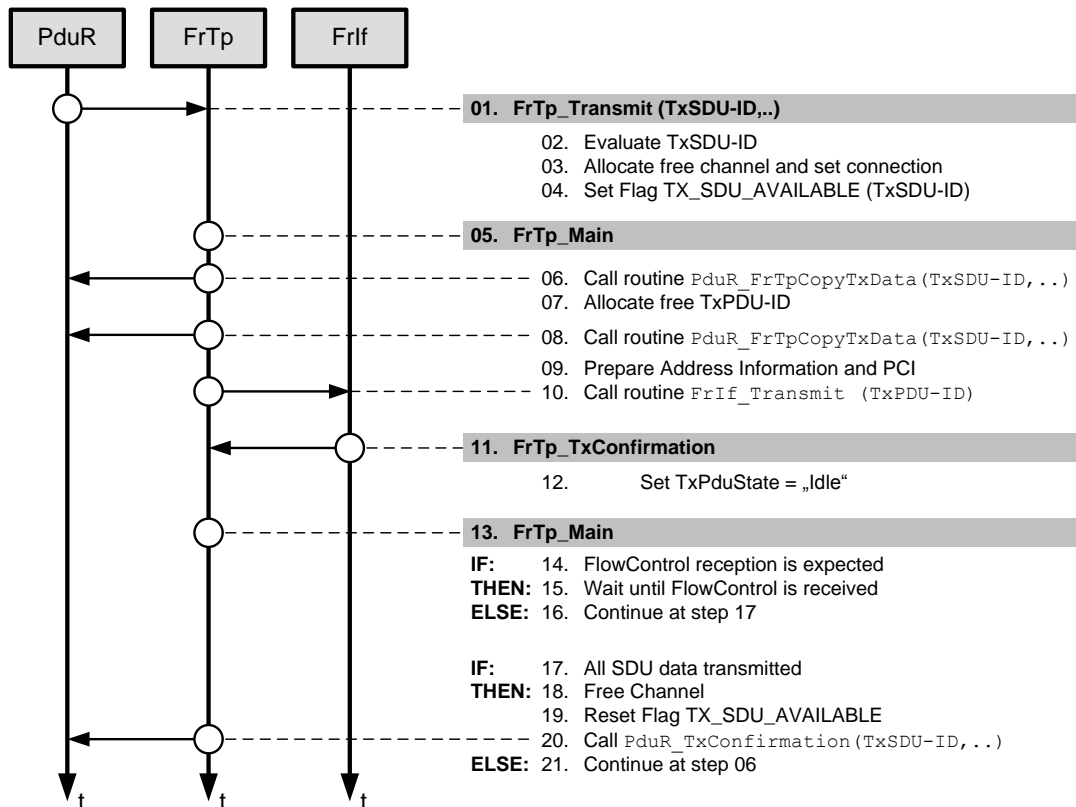 PduR FrTp FrIf
01. FrTp_Transmit (TxSDU-ID,..)
02. Evaluate TxSDU-ID
03. Allocate free channel and set connection
04. Set Flag TX_SDU_AVAILABLE (TxSDU-ID)
05. FrTp_Main
06. Call routine PduR_FrTpCopyTxData(TxSDU-ID,..)
07. Allocate free TxPDU-ID
08. Call routine PduR_FrTpCopyTxData(TxSDU-ID,..)
09. Prepare Address Information and PCI
10. Call routine FrIf_Transmit (TxPDU-ID)
11. FrTp_TxConfirmation
12. Set TxPduState = „Idle“
13. FrTp_Main
IF: 14. FlowControl reception is expected
THEN: 15. Wait until FlowControl is received
ELSE: 16. Continue at step 17
IF: 17. All SDU data transmitted
THEN: 18. Free Channel
19. Reset Flag TX_SDU_AVAILABLE
20. Call PduR_TxConfirmation(TxSDU-ID,..)
ELSE: 21. Continue at step 06
t t t